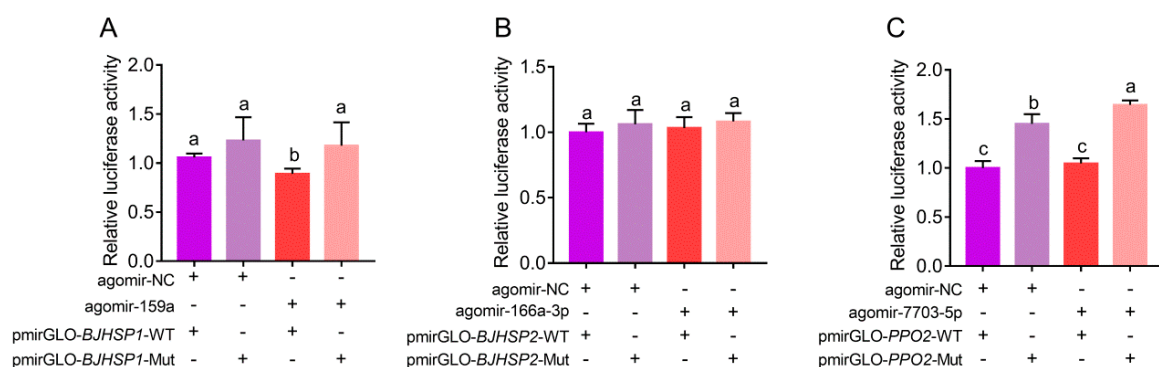 A
Relative luciferase activity
2.0
1.5
1.0
0.5
0.0
a
a
b
a
agomir-NC + + - -
agomir-159a - - + +
pmirGLO-BJHSP1-WT + - + -
pmirGLO-BJHSP1-Mut - + - +
B
Relative luciferase activity
1.5
1.0
0.5
0.0
a
a
a
a
agomir-NC + + - -
agomir-166a-3p - - + +
pmirGLO-BJHSP2-WT + - + -
pmirGLO-BJHSP2-Mut - + - +
C
Relative luciferase activity
2.0
1.5
1.0
0.5
0.0
c
b
c
a
agomir-NC + + - -
agomir-7703-5p - - + +
pmirGLO-PPO2-WT + - + -
pmirGLO-PPO2-Mut - + - +